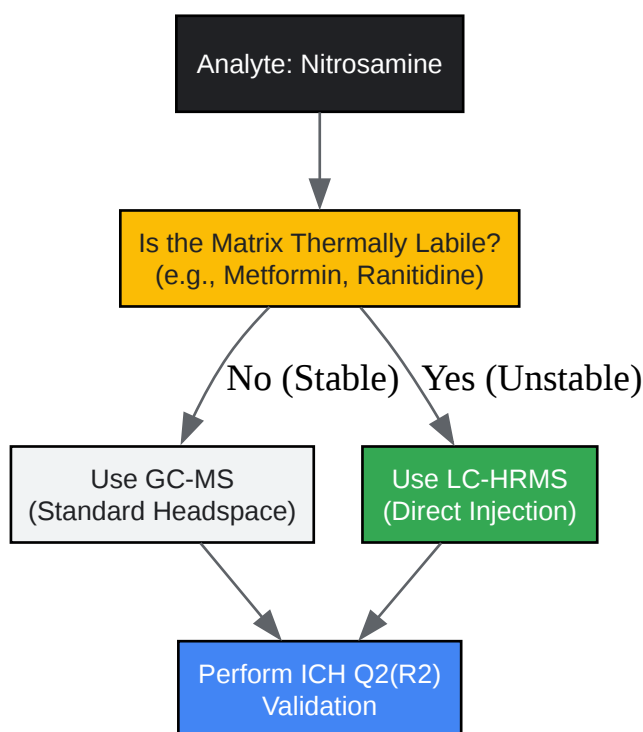 Analyte: Nitrosamine
Is the Matrix Thermally Labile?
(e.g., Metformin, Ranitidine)
No (Stable)
Yes (Unstable)
Use GC-MS
(Standard Headspace)
Use LC-HRMS
(Direct Injection)
Perform ICH Q2(R2)
Validation